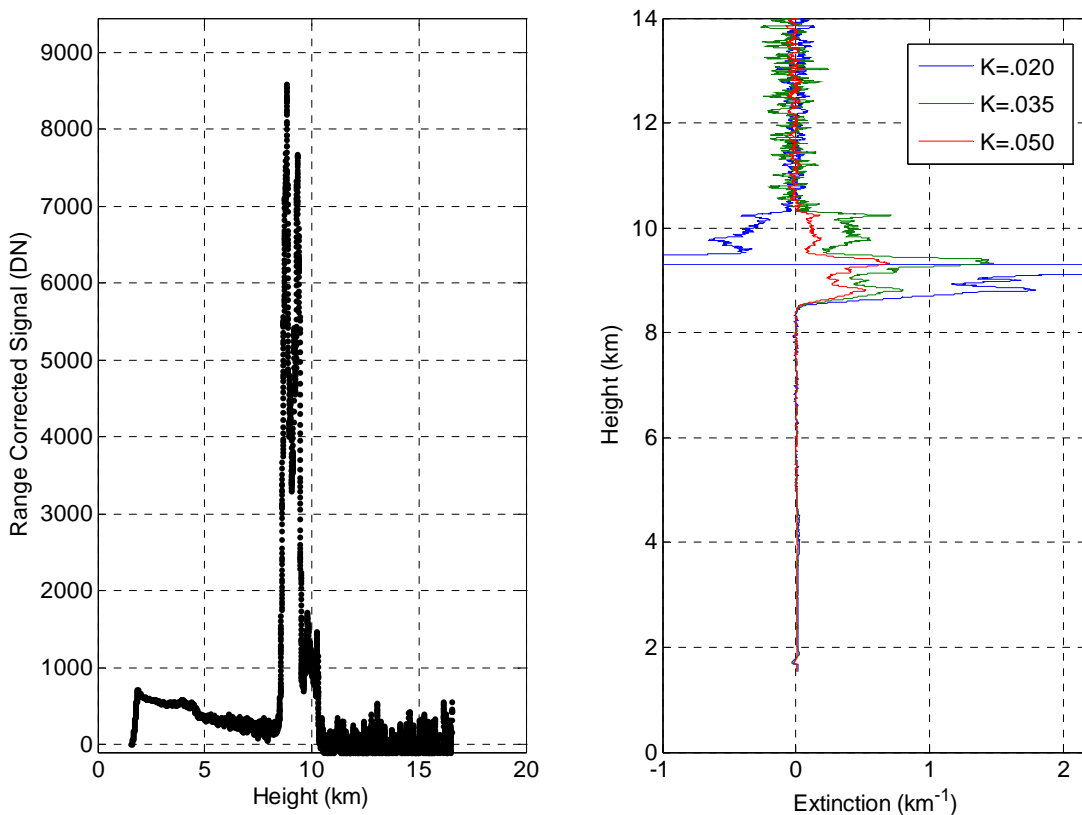 9000
8000
7000
6000
5000
4000
3000
2000
1000
0
Range Corrected Signal (DN)
0 5 10 15 20
Height (km)
14
12
10
8
6
4
2
0
Height (km)
K=.020
K=.035
K=.050
-1 0 1 2
Extinction (km⁻¹)